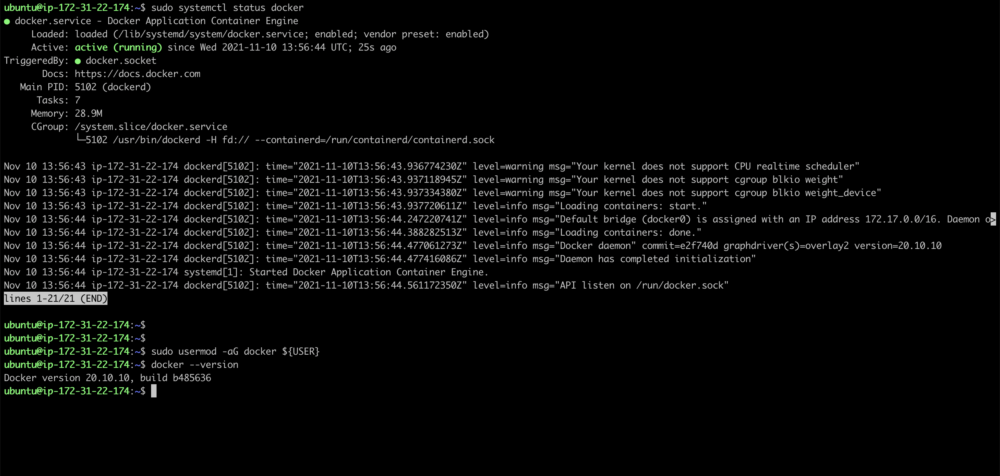 ubuntu@ip-172-31-22-174:~$ sudo systemctl status docker
● docker.service - Docker Application Container Engine
     Loaded: loaded (/lib/systemd/system/docker.service; enabled; vendor preset: enabled)
     Active: active (running) since Wed 2021-11-10 13:56:44 UTC; 25s ago
TriggeredBy: ● docker.socket
       Docs: https://docs.docker.com
   Main PID: 5102 (dockerd)
      Tasks: 7
     Memory: 28.9M
     CGroup: /system.slice/docker.service
             └─5102 /usr/bin/dockerd -H fd:// --containerd=/run/containerd/containerd.sock

Nov 10 13:56:43 ip-172-31-22-174 dockerd[5102]: time="2021-11-10T13:56:43.936774230Z" level=warning msg="Your kernel does not support CPU realtime scheduler"
Nov 10 13:56:43 ip-172-31-22-174 dockerd[5102]: time="2021-11-10T13:56:43.937118945Z" level=warning msg="Your kernel does not support cgroup blkio weight"
Nov 10 13:56:43 ip-172-31-22-174 dockerd[5102]: time="2021-11-10T13:56:43.937334380Z" level=warning msg="Your kernel does not support cgroup blkio weight_device"
Nov 10 13:56:43 ip-172-31-22-174 dockerd[5102]: time="2021-11-10T13:56:43.937720611Z" level=info msg="Loading containers: start."
Nov 10 13:56:44 ip-172-31-22-174 dockerd[5102]: time="2021-11-10T13:56:44.247220741Z" level=info msg="Default bridge (docker0) is assigned with an IP address 172.17.0.0/16. Daemon o>
Nov 10 13:56:44 ip-172-31-22-174 dockerd[5102]: time="2021-11-10T13:56:44.388282513Z" level=info msg="Loading containers: done."
Nov 10 13:56:44 ip-172-31-22-174 dockerd[5102]: time="2021-11-10T13:56:44.477061273Z" level=info msg="Docker daemon" commit=e2f740d graphdriver(s)=overlay2 version=20.10.10
Nov 10 13:56:44 ip-172-31-22-174 dockerd[5102]: time="2021-11-10T13:56:44.477416086Z" level=info msg="Daemon has completed initialization"
Nov 10 13:56:44 ip-172-31-22-174 systemd[1]: Started Docker Application Container Engine.
Nov 10 13:56:44 ip-172-31-22-174 dockerd[5102]: time="2021-11-10T13:56:44.561172350Z" level=info msg="API listen on /run/docker.sock"
lines 1-21/21 (END)

ubuntu@ip-172-31-22-174:~$
ubuntu@ip-172-31-22-174:~$
ubuntu@ip-172-31-22-174:~$ sudo usermod -aG docker ${USER}
ubuntu@ip-172-31-22-174:~$ docker --version
Docker version 20.10.10, build b485636
ubuntu@ip-172-31-22-174:~$